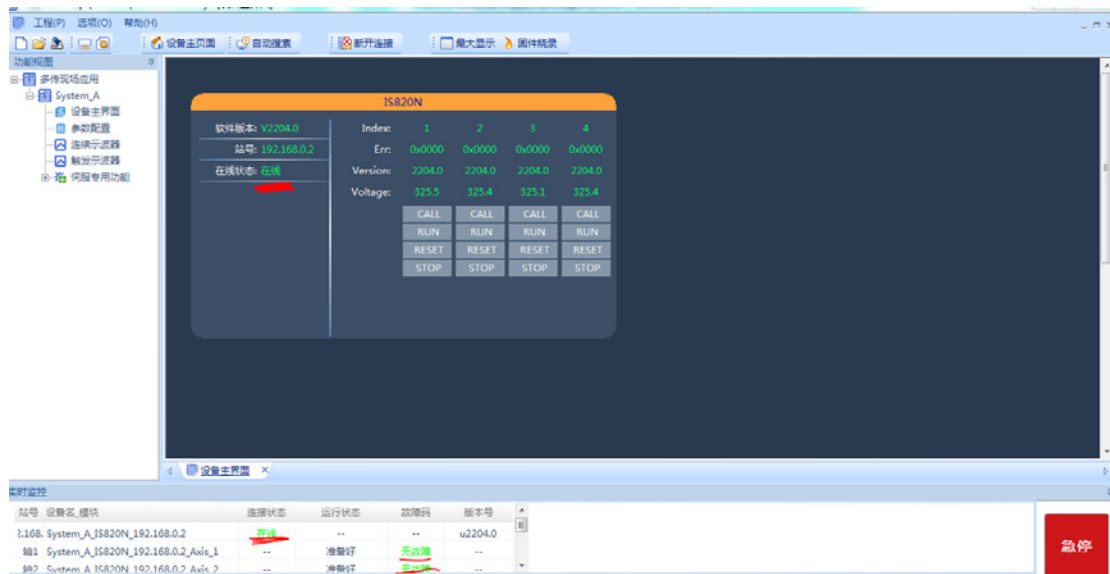 工程(P) 选项(O) 帮助(H)
设备主页面 自动搜索 断开连接 最大显示 固件烧录
功能视图
多传现场应用
System_A
设备主界面
参数配置
连续示波器
触发示波器
伺服专用功能
IS820N
软件版本: V2204.0
站号: 192.168.0.2
在线状态: 在线
Index: 1 2 3 4
Err: 0x0000 0x0000 0x0000 0x0000
Version: 2204.0 2204.0 2204.0 2204.0
Voltage: 325.5 325.4 325.1 325.4
CALL CALL CALL CALL
RUN RUN RUN RUN
RESET RESET RESET RESET
STOP STOP STOP STOP
设备主界面 ×
实时监控
站号 设备名_模块 连接状态 运行状态 故障码 版本号
2.168. System_A_IS820N_192.168.0.2 在线 -- -- u2204.0
轴1 System_A_IS820N_192.168.0.2_Axis_1 -- 准备好 无故障 --
轴2 System_A_IS820N_192.168.0.2_Axis_2 -- 准备好 无故障 --
急停